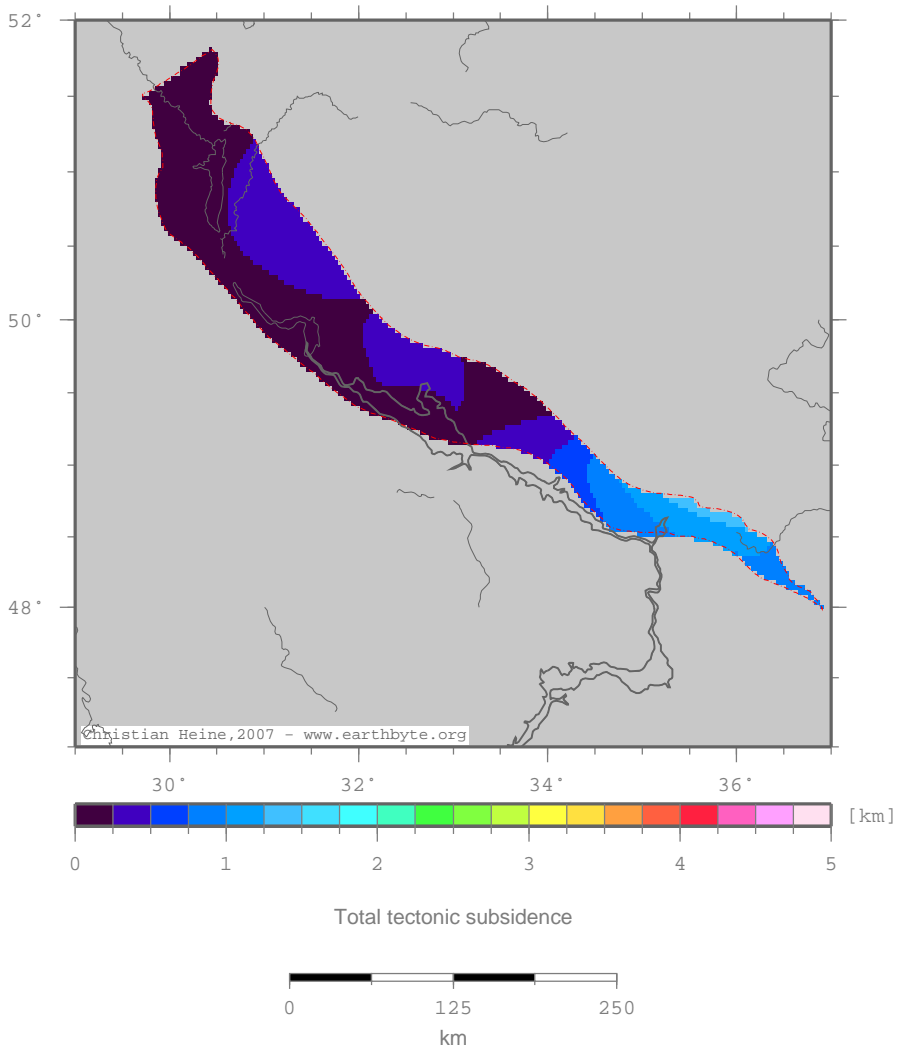 52°
50°
48°
Christian Heine,2007 - www.earthbyte.org
30° 32° 34° 36°
[km]
0 1 2 3 4 5
Total tectonic subsidence
0 125 250
km